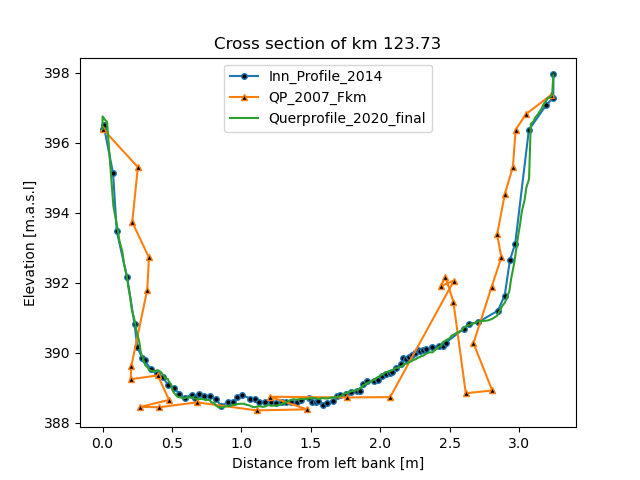 Cross section of km 123.73
Inn_Profile_2014
QP_2007_Fkm
Querprofile_2020_final
398
396
394
392
390
388
Elevation [m.a.s.l]
0.0 0.5 1.0 1.5 2.0 2.5 3.0
Distance from left bank [m]